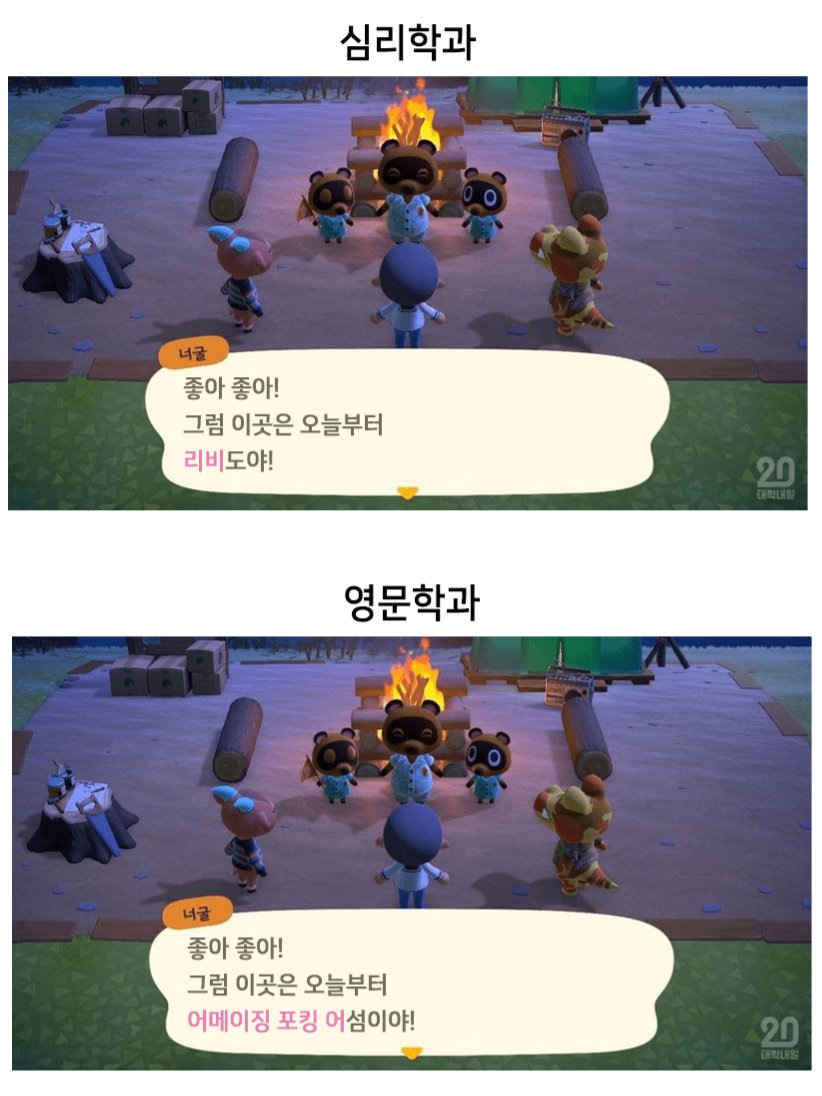 심리학과
너굴
좋아 좋아!
그럼 이곳은 오늘부터
리비도야!
20
대학내일
영문학과
너굴
좋아 좋아!
그럼 이곳은 오늘부터
어메이징 포킹 어섬이야!
20
대학내일